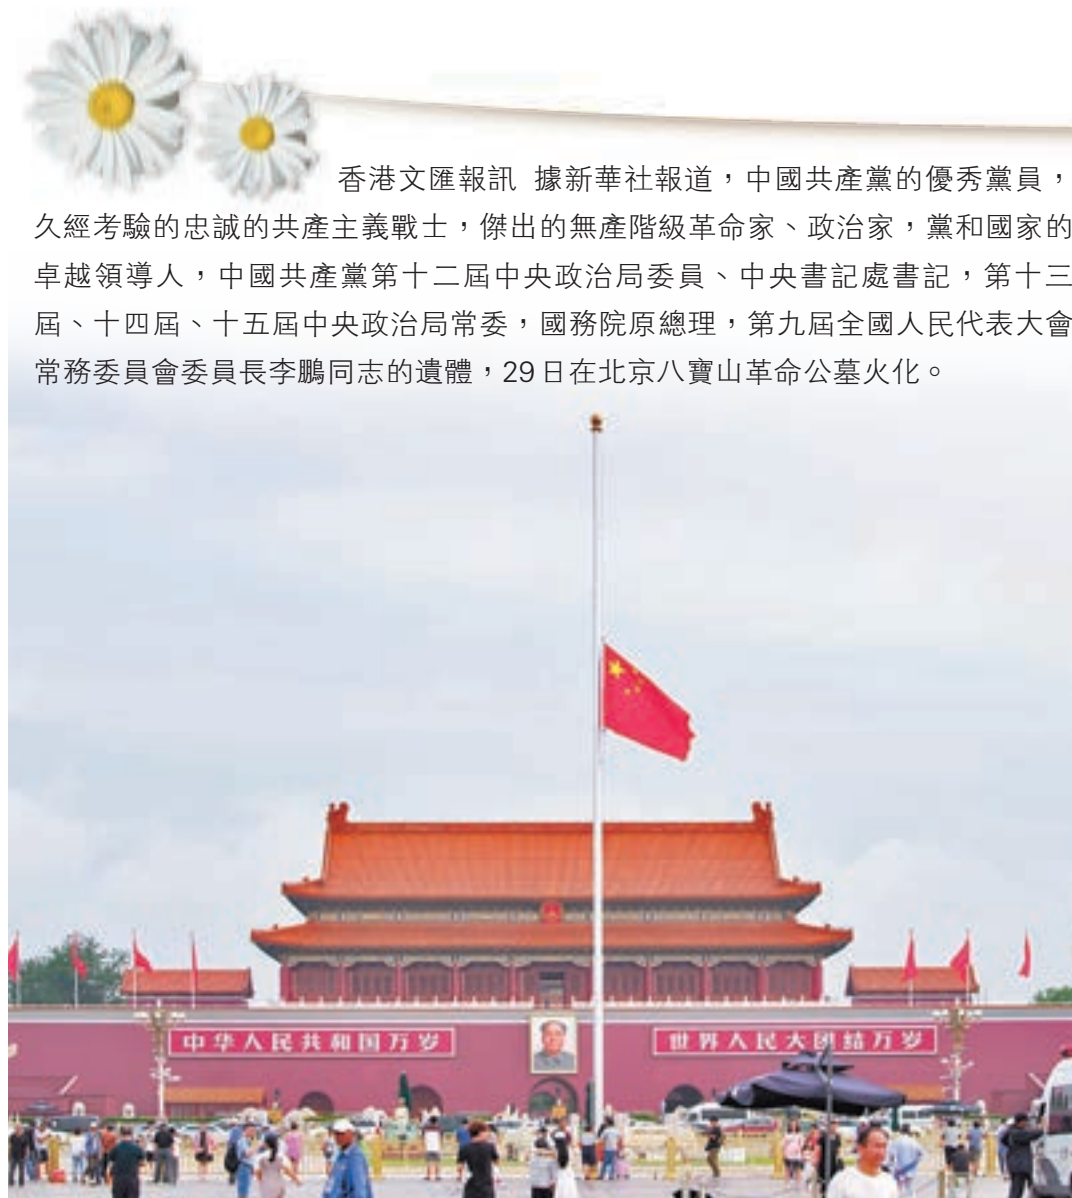 香港文匯報訊 據新華社報道，中國共產黨的優秀黨員，
久經考驗的忠誠的共產主義戰士，傑出的無產階級革命家、政治家，黨和國家的
卓越領導人，中國共產黨第十二屆中央政治局委員、中央書記處書記，第十三
屆、十四屆、十五屆中央政治局常委，國務院原總理，第九屆全國人民代表大會
常務委員會委員長李鵬同志的遺體，29日在北京八寶山革命公墓火化。
中华人民共和国万岁
世界人民大团结万岁